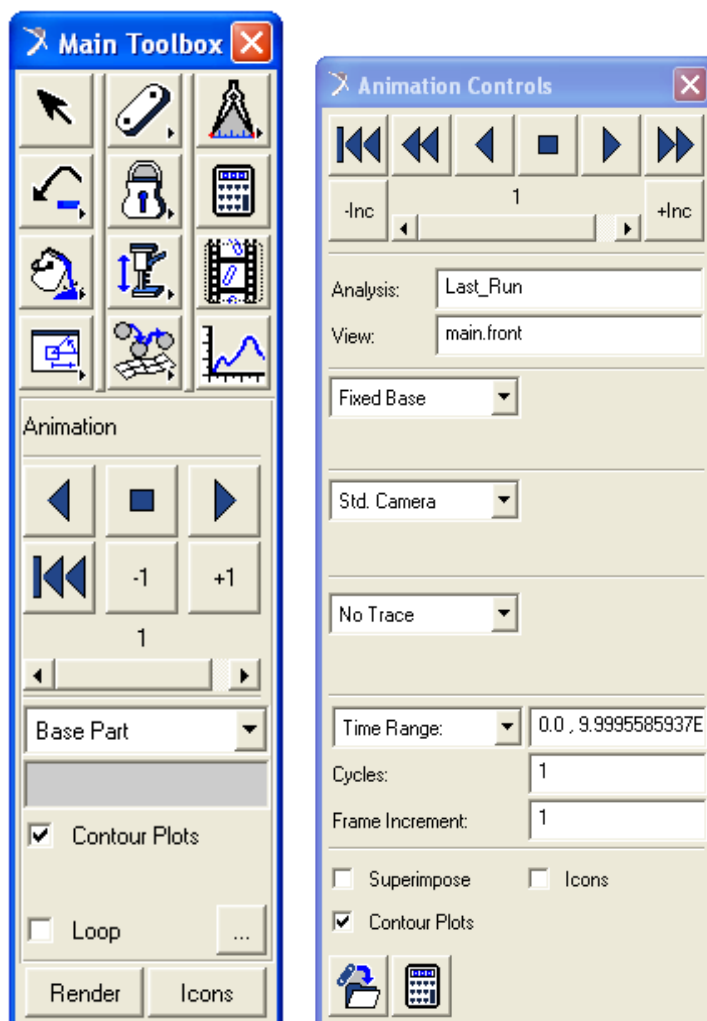 Main Toolbox
Animation
-1
+1
1
Base Part
Contour Plots
Loop
...
Render
Icons
Animation Controls
-Inc
1
+Inc
Analysis:
Last_Run
View:
main.front
Fixed Base
Std. Camera
No Trace
Time Range:
0.0 , 9.9995585937E
Cycles:
1
Frame Increment:
1
Superimpose
Icons
Contour Plots